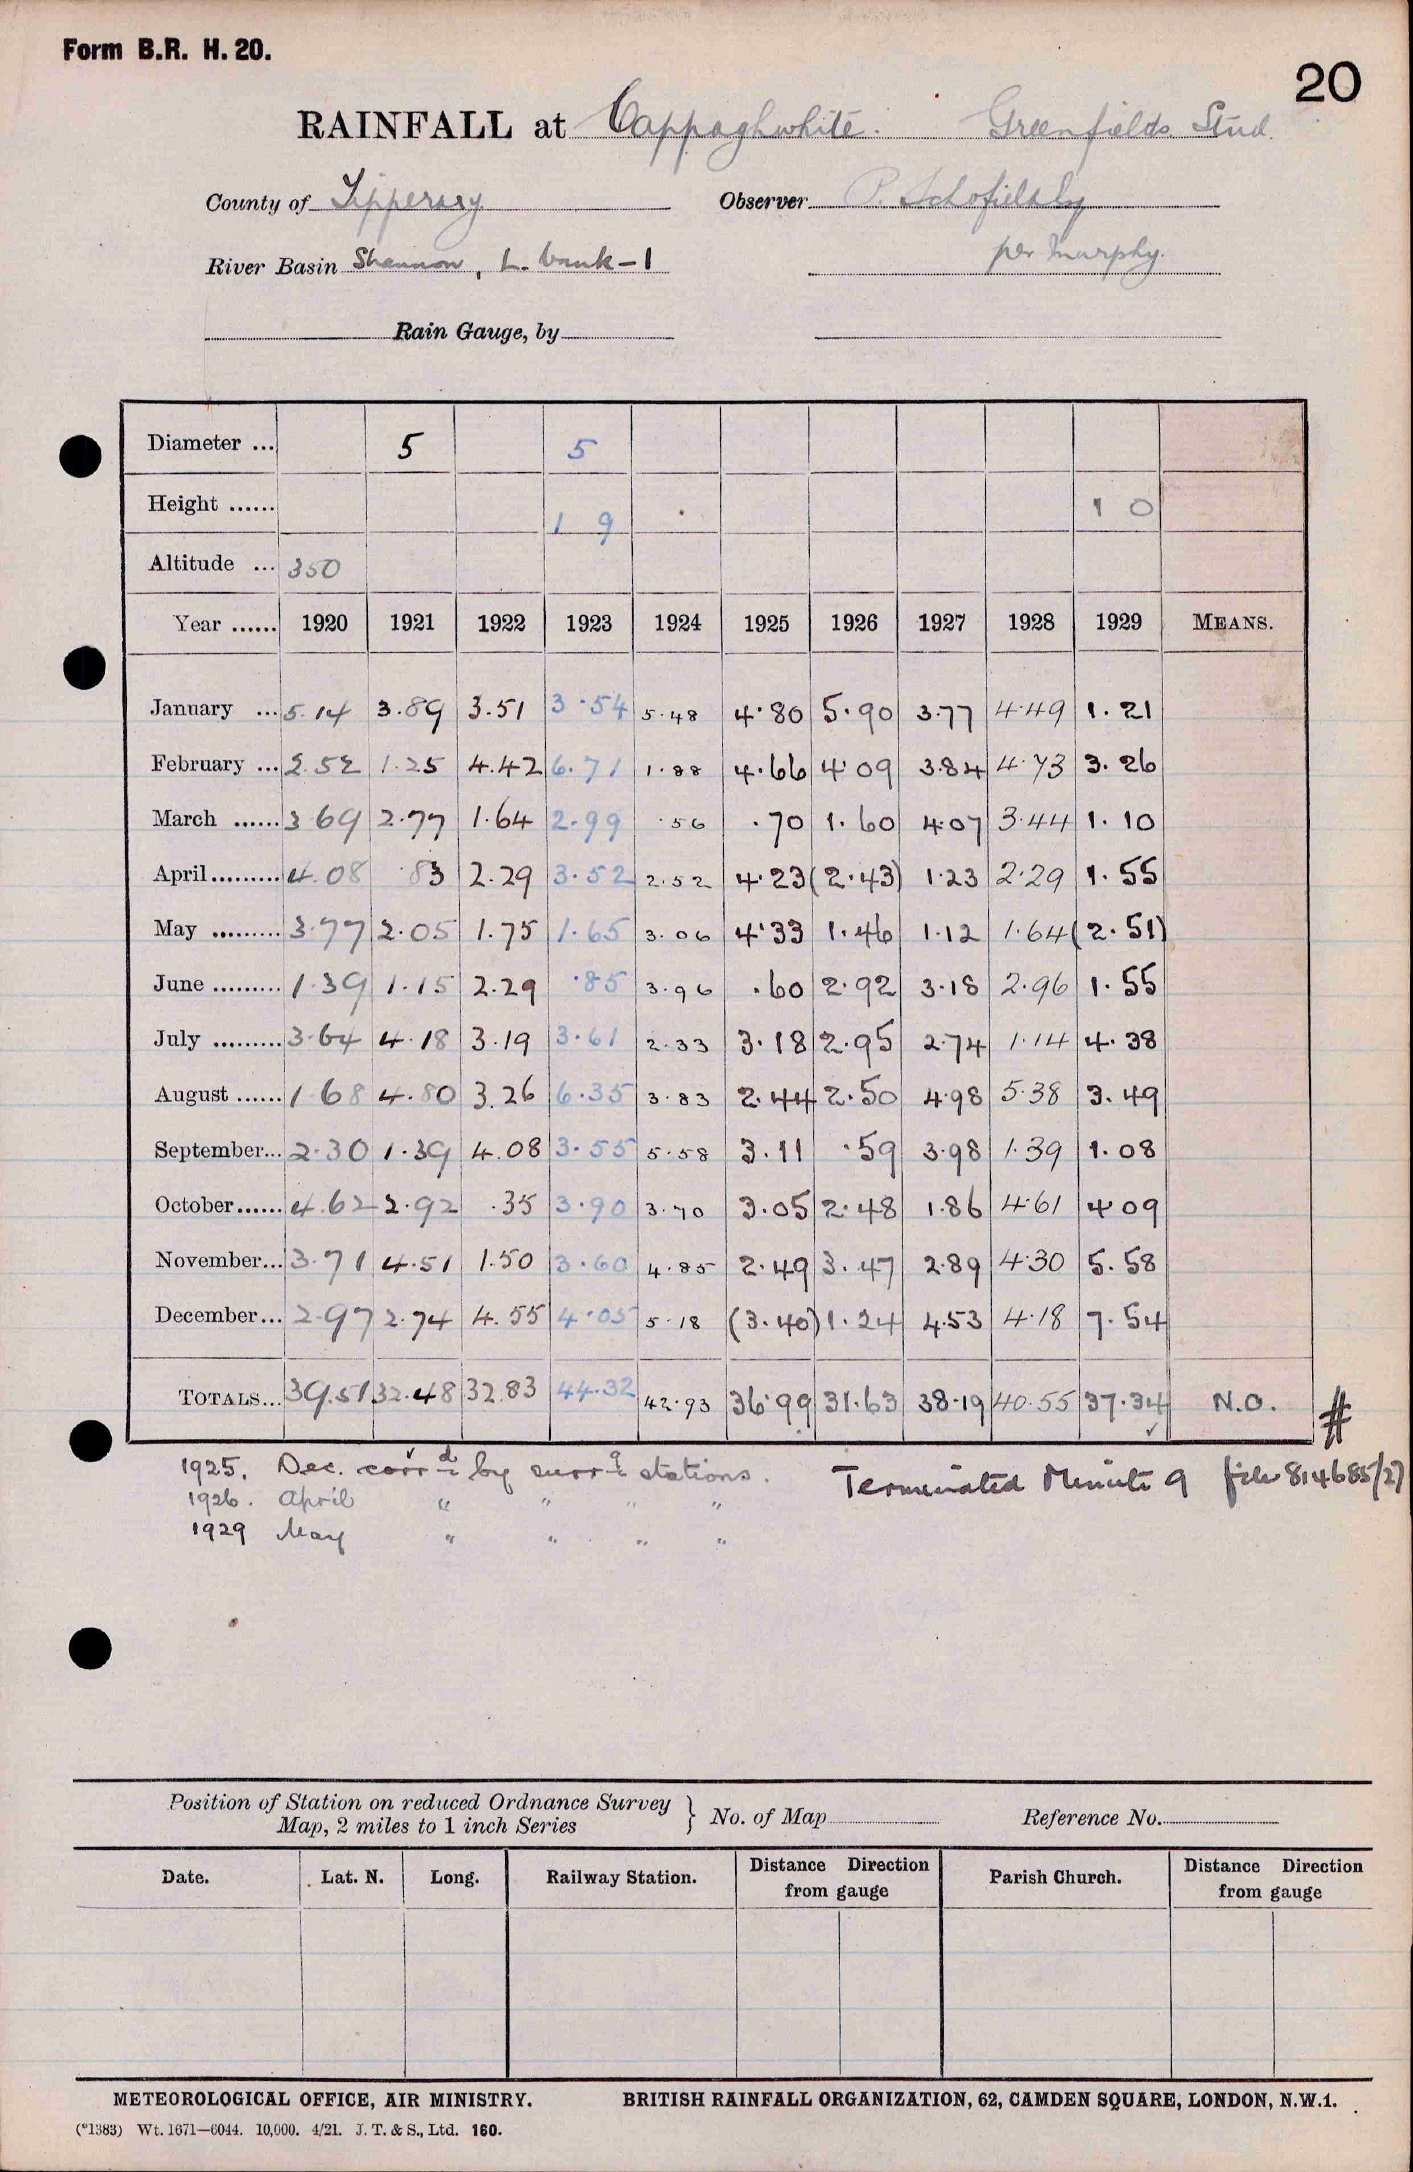 Form B.R. H. 20.
20
RAINFALL at Cappaghwhite. Greenfields Stud.
County of Tipperary Observer P. Schofield
River Basin Shannon, L. bank-1 per Murphy.
Rain Gauge, by
Diameter ... 5 5
Height ...... 1 9 1 0
Altitude ... 350
Year ...... 1920 1921 1922 1923 1924 1925 1926 1927 1928 1929 MEANS.
January ... 5.14 3.89 3.51 3.54 5.48 4.80 5.90 3.77 4.49 1.21
February ... 2.52 1.25 4.42 6.71 1.88 4.66 4.09 3.84 4.73 3.26
March ...... 3.69 2.77 1.64 2.99 .56 .70 1.60 4.07 3.44 1.10
April......... 4.08 .83 2.29 3.52 2.52 4.23 (2.43) 1.23 2.29 1.55
May ......... 3.77 2.05 1.75 1.65 3.06 4.33 1.46 1.12 1.64 (2.51)
June ......... 1.39 1.15 2.29 .85 3.96 .60 2.92 3.18 2.96 1.55
July ......... 3.64 4.18 3.19 3.61 2.33 3.18 2.95 2.74 1.14 4.38
August ...... 1.68 4.80 3.26 6.35 3.83 2.44 2.50 4.98 5.38 3.49
September... 2.30 1.39 4.08 3.55 5.58 3.11 .59 3.98 1.39 1.08
October...... 4.62 2.92 .35 3.90 3.70 3.05 2.48 1.86 4.61 4.09
November... 3.71 4.51 1.50 3.60 4.85 2.49 3.47 2.89 4.30 5.58
December... 2.97 2.74 4.55 4.05 5.18 (3.40) 1.24 4.53 4.18 7.54
TOTALS... 39.51 32.48 32.83 44.32 42.93 36.99 31.63 38.19 40.55 37.34 N.O. #
1925. Dec. corrd by surrg stations. Terminated Minute 9 file 814685/27
1926. April " " " "
1929 May " " " "
Position of Station on reduced Ordnance Survey
Map, 2 miles to 1 inch Series } No. of Map Reference No.
Date. Lat. N. Long. Railway Station. Distance Direction from gauge Parish Church. Distance Direction from gauge
METEOROLOGICAL OFFICE, AIR MINISTRY. BRITISH RAINFALL ORGANIZATION, 62, CAMDEN SQUARE, LONDON, N.W.1.
(*1383) Wt. 1671—6044. 10,000. 4/21. J. T. & S., Ltd. 160.